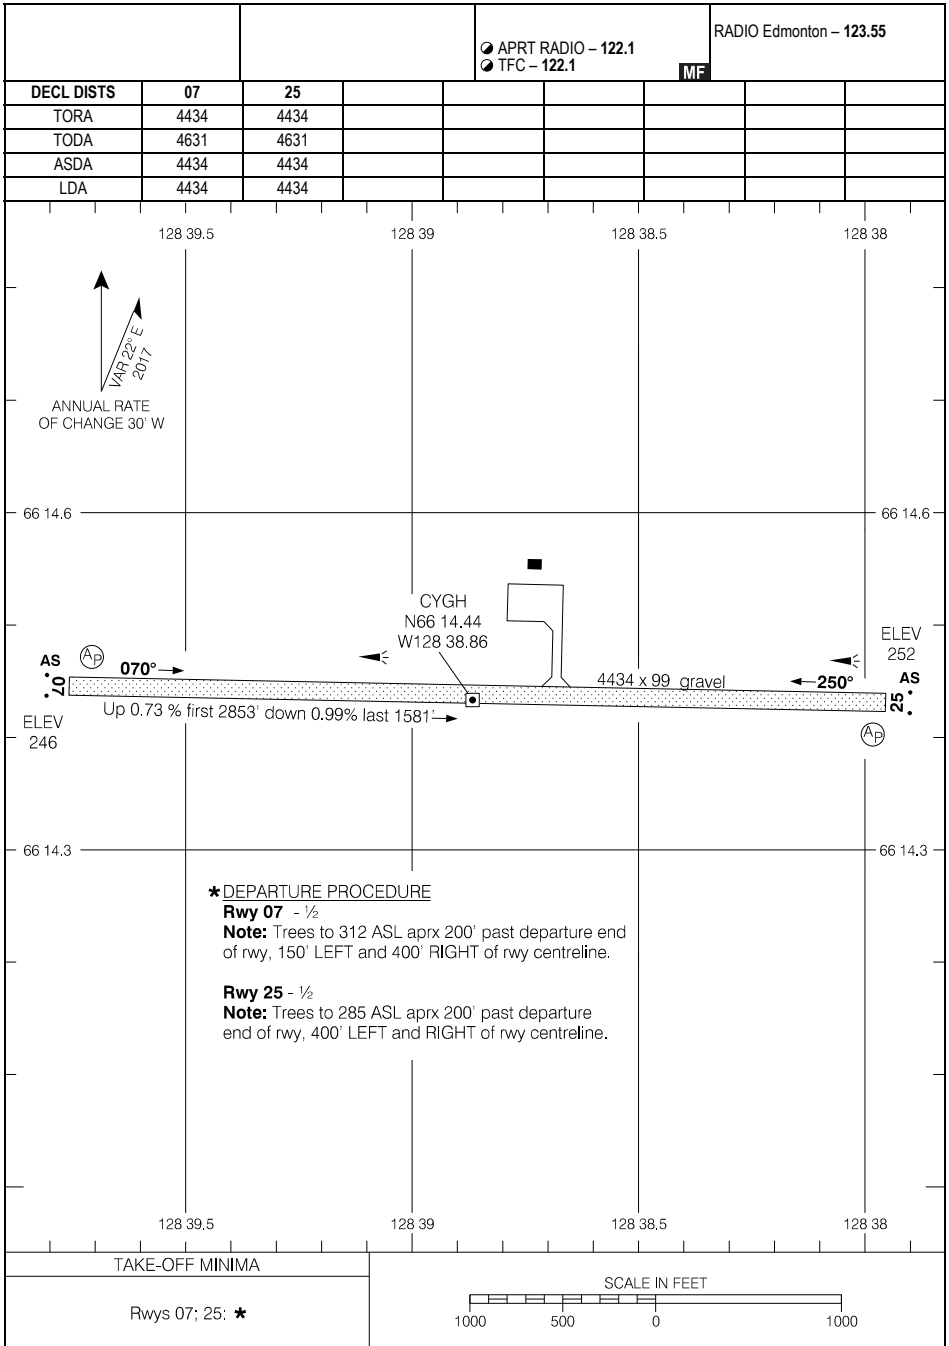 APRT RADIO – 122.1
TFC – 122.1
MF
RADIO Edmonton – 123.55
DECL DISTS 07 25
TORA 4434 4434
TODA 4631 4631
ASDA 4434 4434
LDA 4434 4434
128 39.5 128 39 128 38.5 128 38
VAR 22° E
2017
ANNUAL RATE
OF CHANGE 30' W
66 14.6 66 14.6
CYGH
N66 14.44
W128 38.86
ELEV
252
AS
AP
070°
07
4434 x 99 gravel
250°
AS
25
Up 0.73 % first 2853' down 0.99% last 1581'
ELEV
246
AP
66 14.3 66 14.3
* DEPARTURE PROCEDURE
Rwy 07 - ½
Note: Trees to 312 ASL aprx 200' past departure end
of rwy, 150' LEFT and 400' RIGHT of rwy centreline.
Rwy 25 - ½
Note: Trees to 285 ASL aprx 200' past departure
end of rwy, 400' LEFT and RIGHT of rwy centreline.
128 39.5 128 39 128 38.5 128 38
TAKE-OFF MINIMA
Rwys 07; 25: *
SCALE IN FEET
1000 500 0 1000